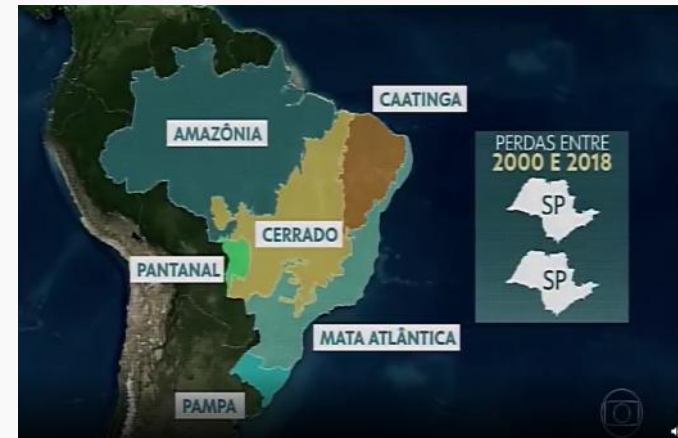 CAATINGA
AMAZÔNIA
PERDAS ENTRE
2000 E 2018
SP
CERRADO
PANTANAL
SP
MATA ATLÂNTICA
PAMPA